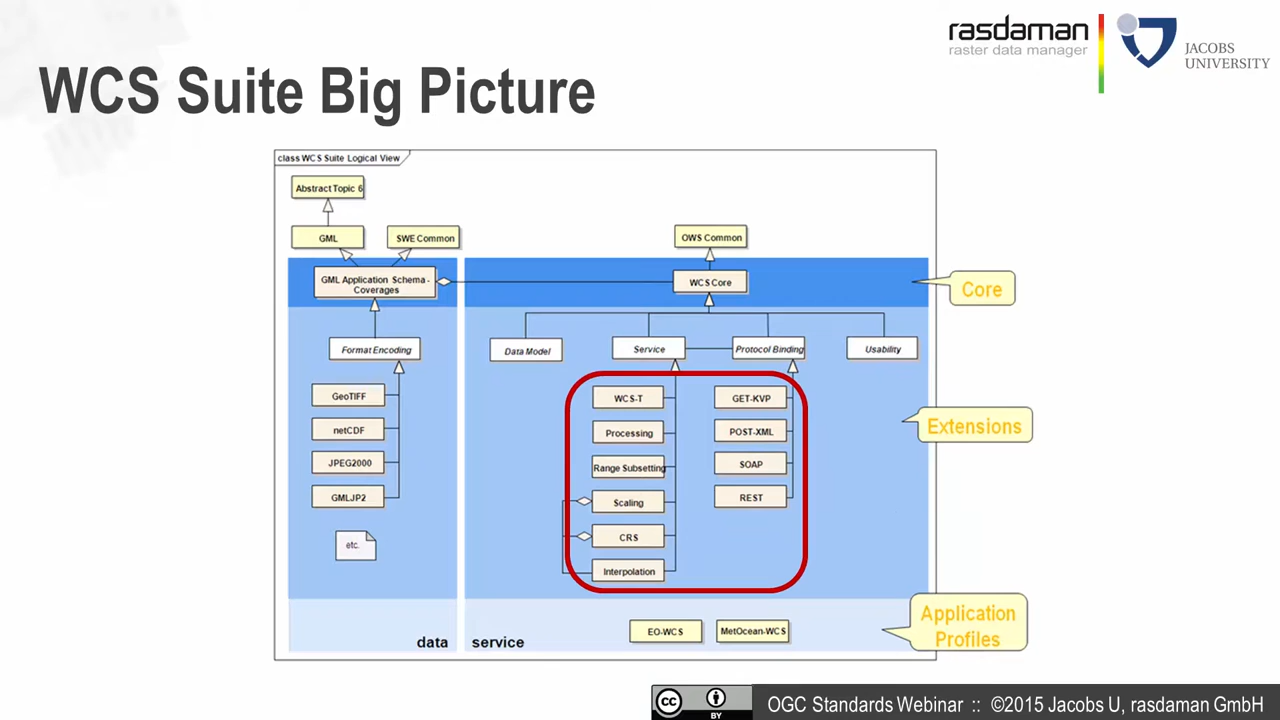 rasdaman
raster data manager
JACOBS
UNIVERSITY
WCS Suite Big Picture
class WCS Suite Logical View
Abstract Topic 6
GML
SWE Common
OWS Common
GML Application Schema -
Coverages
WCS Core
Core
Format Encoding
Data Model
Service
Protocol Binding
Usability
GeoTIFF
netCDF
JPEG2000
GMLJP2
etc.
WCS-T
Processing
Range Subsetting
Scaling
CRS
Interpolation
GET-KVP
POST-XML
SOAP
REST
Extensions
EO-WCS
MetOcean-WCS
Application
Profiles
data
service
cc
BY
OGC Standards Webinar :: ©2015 Jacobs U, rasdaman GmbH